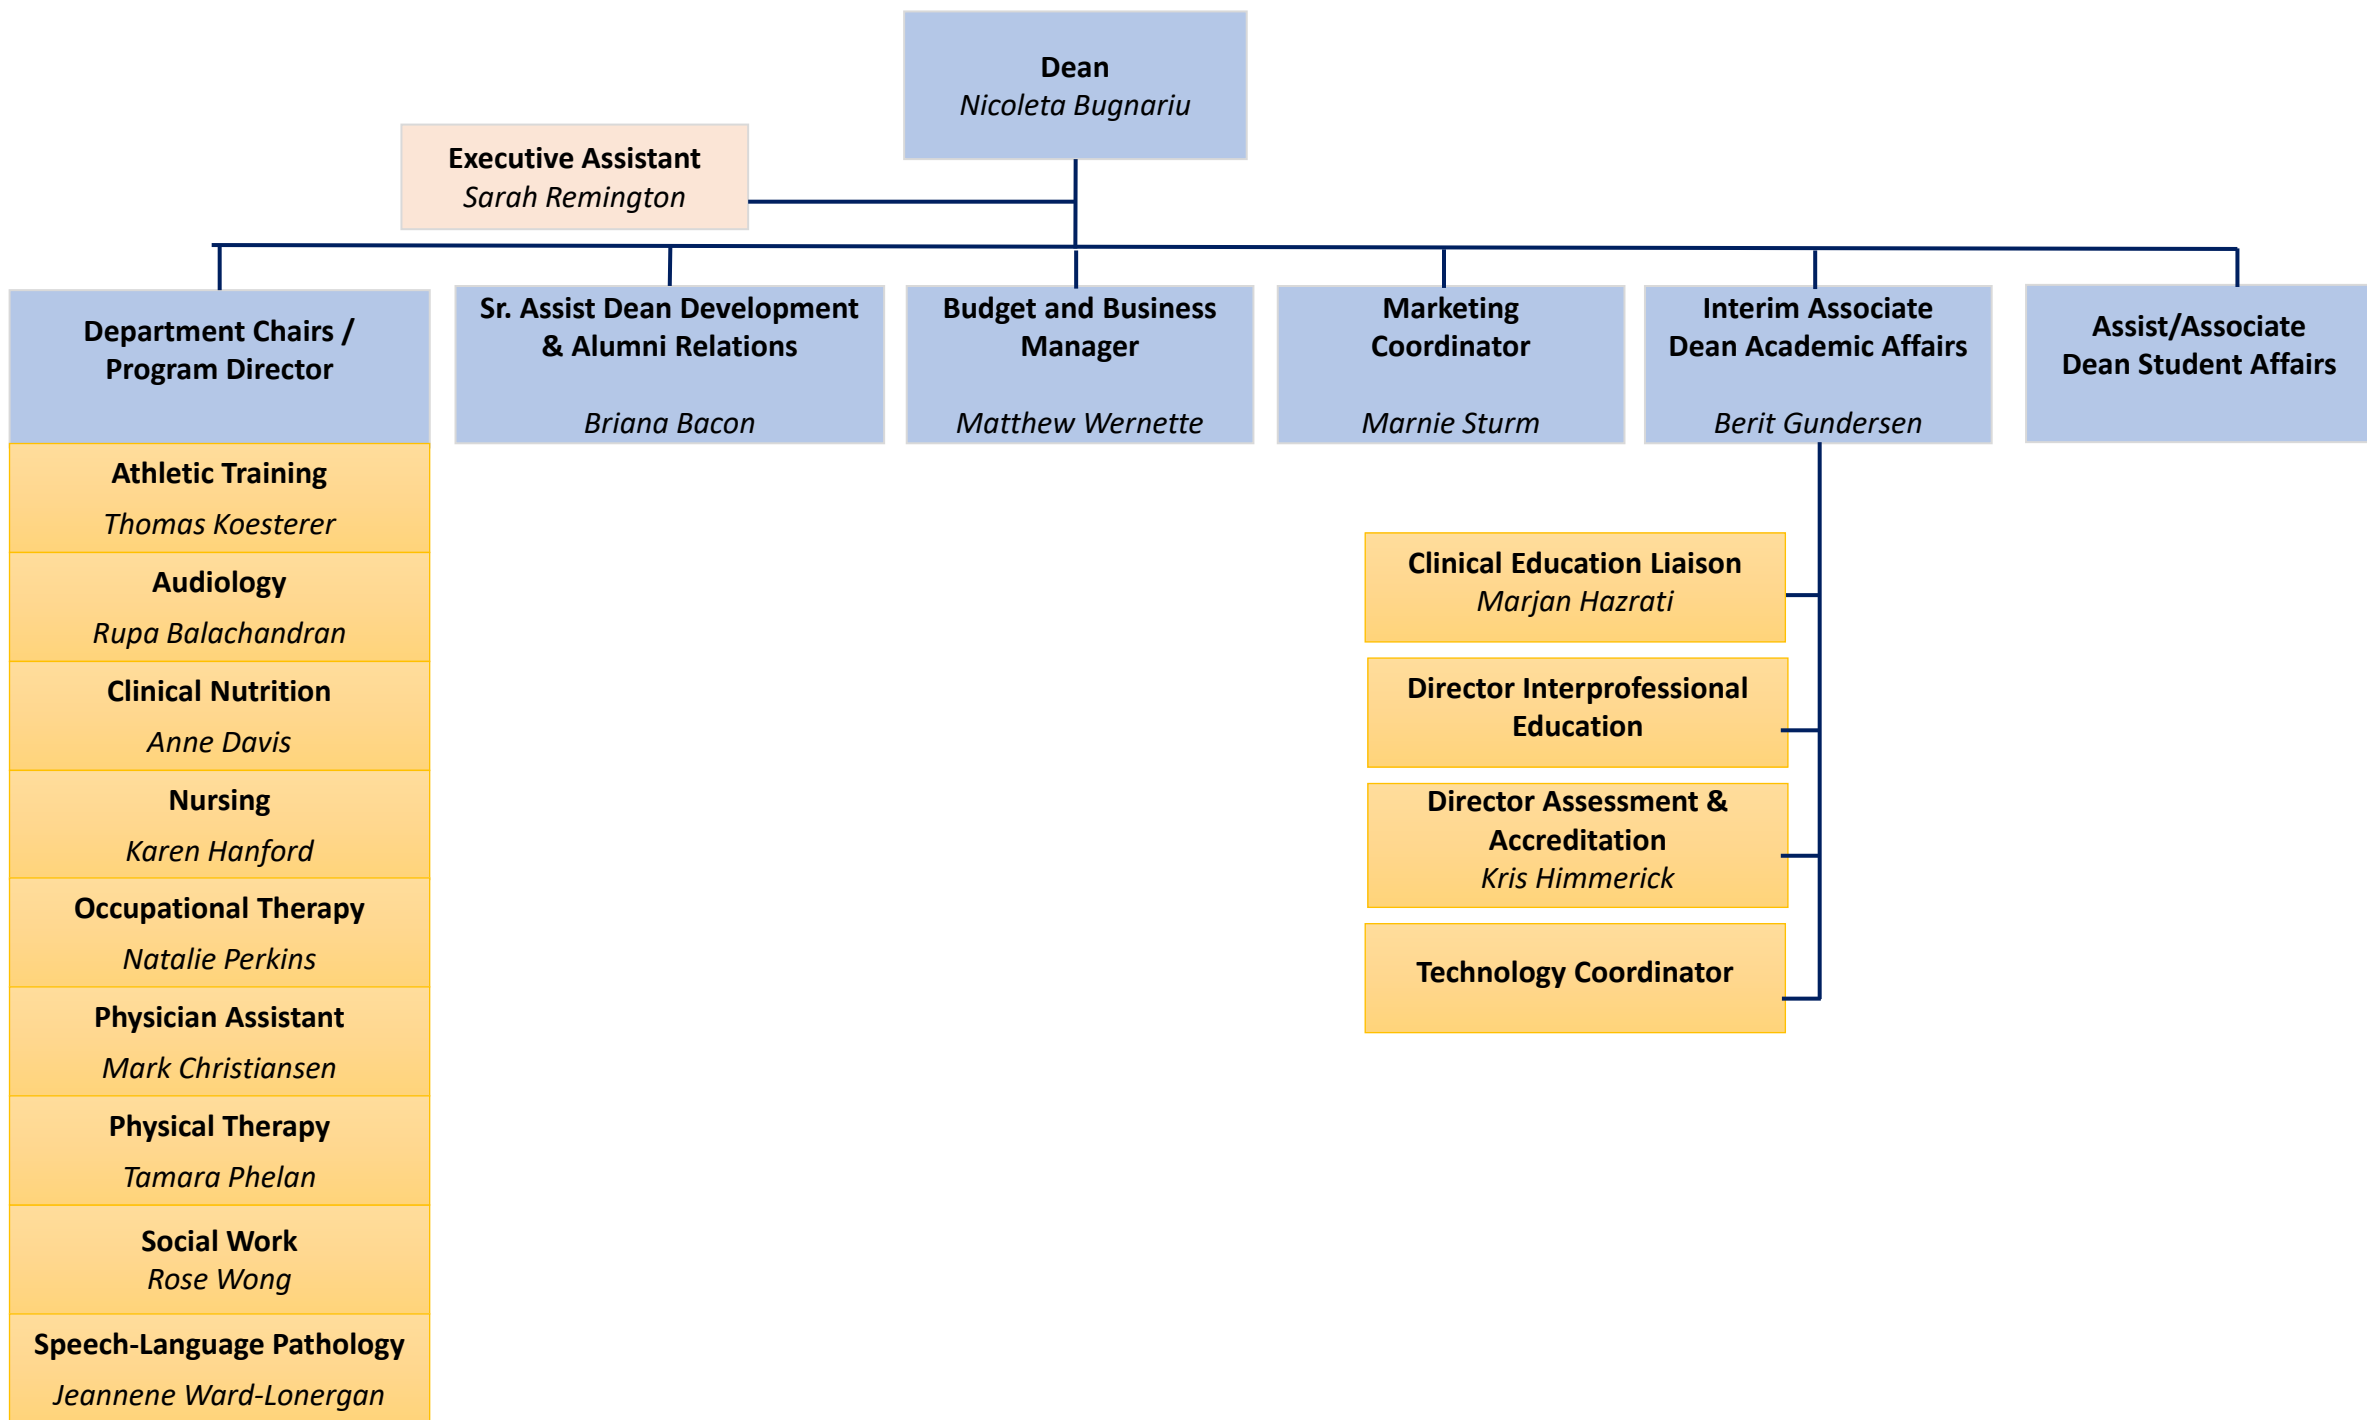 Dean
Nicoleta Bugnariu
Executive Assistant
Sarah Remington
Department Chairs /
Program Director
Sr. Assist Dean Development
& Alumni Relations
Briana Bacon
Budget and Business
Manager
Matthew Wernette
Marketing
Coordinator
Marnie Sturm
Interim Associate
Dean Academic Affairs
Berit Gundersen
Assist/Associate
Dean Student Affairs
Athletic Training
Thomas Koesterer
Audiology
Rupa Balachandran
Clinical Nutrition
Anne Davis
Nursing
Karen Hanford
Occupational Therapy
Natalie Perkins
Physician Assistant
Mark Christiansen
Physical Therapy
Tamara Phelan
Social Work
Rose Wong
Speech-Language Pathology
Jeannene Ward-Lonergan
Clinical Education Liaison
Marjan Hazrati
Director Interprofessional
Education
Director Assessment &
Accreditation
Kris Himmerick
Technology Coordinator